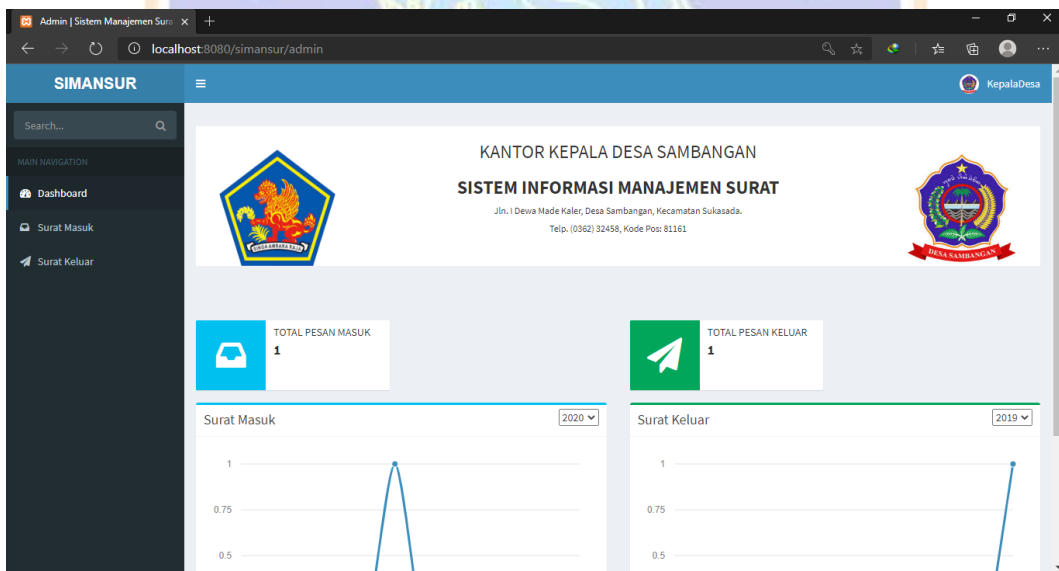 Admin | Sistem Manajemen Sura
localhost:8080/simansur/admin
SIMANSUR
KepalaDesa
Search...
MAIN NAVIGATION
Dashboard
Surat Masuk
Surat Keluar
KANTOR KEPALA DESA SAMBANGAN
SISTEM INFORMASI MANAJEMEN SURAT
Jln. I Dewa Made Kaler, Desa Sambangan, Kecamatan Sukasada.
Telp. (0362) 32458, Kode Pos: 81161
SINGA AMBARA RAJA
DESA SAMBANGAN
TOTAL PESAN MASUK
1
TOTAL PESAN KELUAR
1
Surat Masuk
2020
1
0.75
0.5
Surat Keluar
2019
1
0.75
0.5